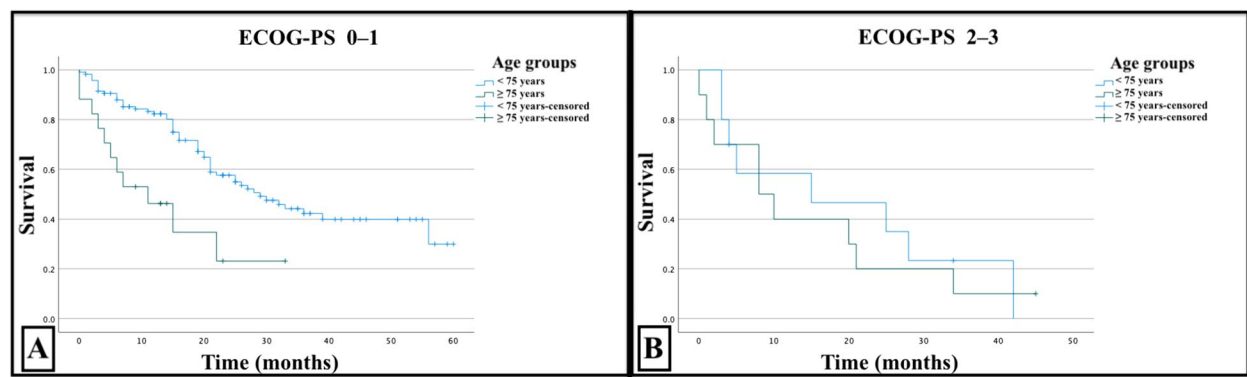 ECOG-PS 0–1
Age groups
< 75 years
≥ 75 years
< 75 years-censored
≥ 75 years-censored
1.0
0.8
0.6
0.4
0.2
0.0
Survival
0 10 20 30 40 50 60
Time (months)
A
ECOG-PS 2–3
Age groups
< 75 years
≥ 75 years
< 75 years-censored
≥ 75 years-censored
1.0
0.8
0.6
0.4
0.2
0.0
Survival
0 10 20 30 40 50
Time (months)
B